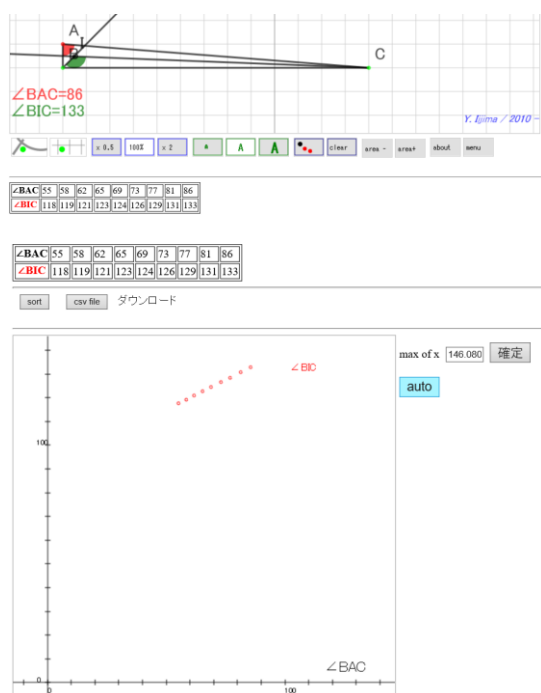 A
I
B
C
∠BAC=86
∠BIC=133
Y. Iijima / 2010 -
x 0.5 100% x 2 A A A clear area - area+ about menu
∠BAC 55 58 62 65 69 73 77 81 86
∠BIC 118 119 121 123 124 126 129 131 133
∠BAC 55 58 62 65 69 73 77 81 86
∠BIC 118 119 121 123 124 126 129 131 133
sort csv file ダウンロード
max of x 146.080 確定
auto
∠BIC
100
∠BAC
0
0 100